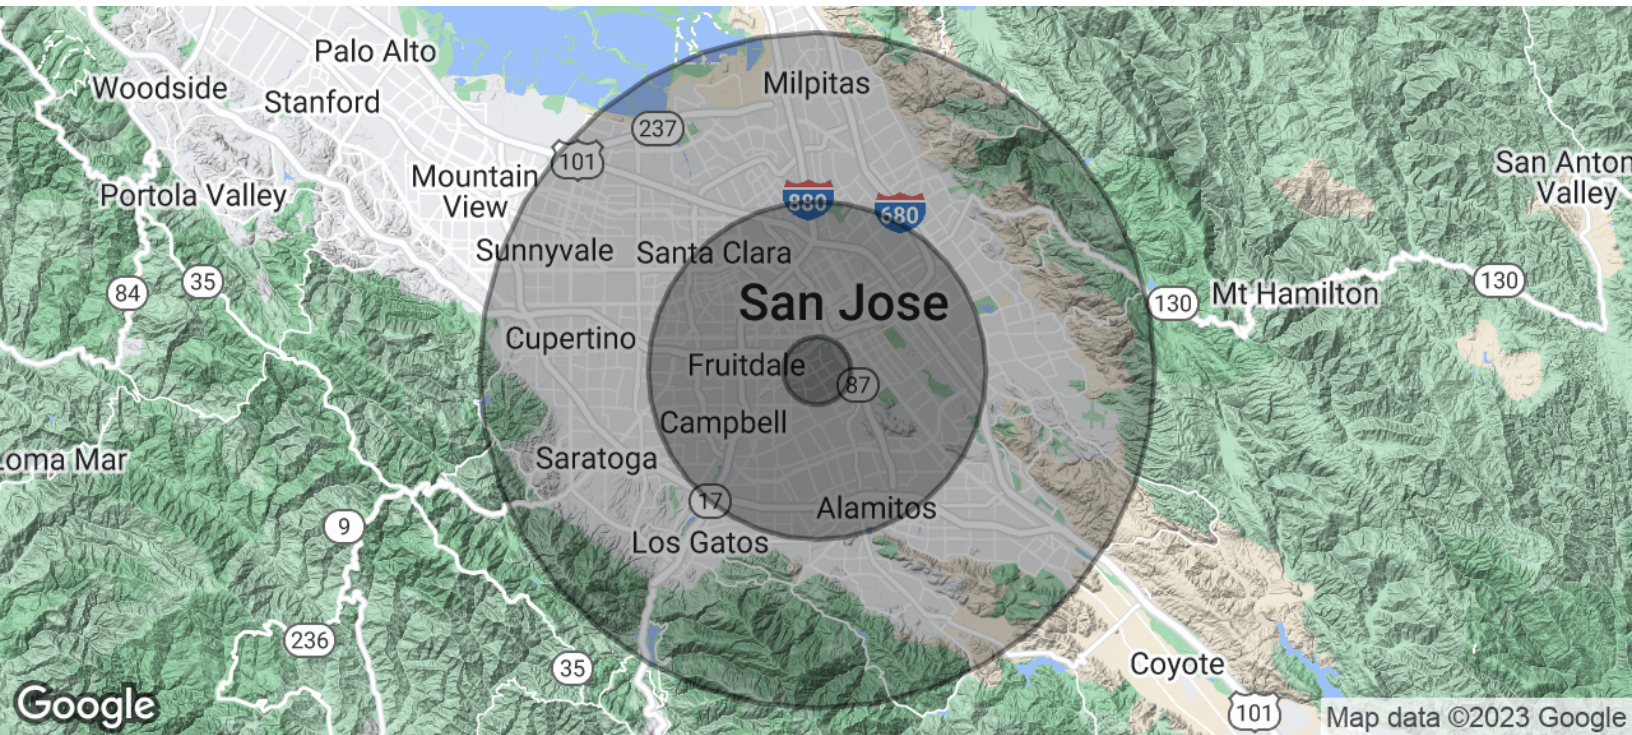 Palo Alto
Milpitas
Woodside
Stanford
237
101
Mountain
View
San Anton
Valley
Portola Valley
880
680
Sunnyvale
Santa Clara
84
35
San Jose
130
Mt Hamilton
130
Cupertino
Fruitdale
87
Campbell
Loma Mar
Saratoga
17
Alamitos
9
Los Gatos
236
35
Coyote
Google
101
Map data ©2023 Google